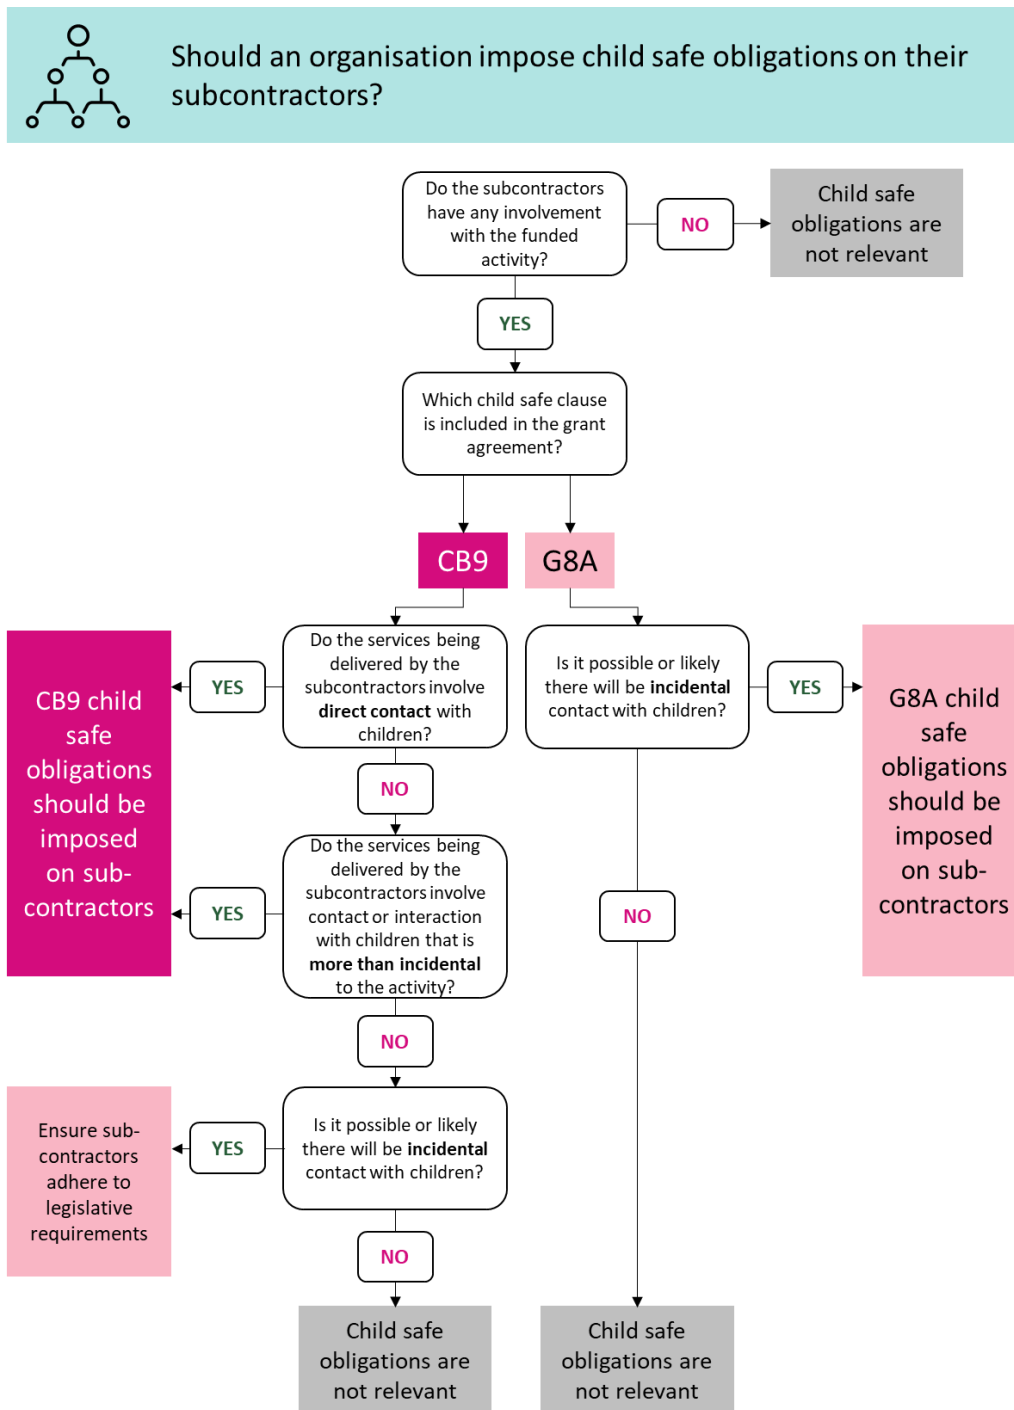 Should an organisation impose child safe obligations on their
subcontractors?
Do the subcontractors
have any involvement
with the funded
activity?
NO
Child safe
obligations are
not relevant
YES
Which child safe clause
is included in the grant
agreement?
CB9
G8A
Do the services being
delivered by the
subcontractors involve
direct contact with
children?
YES
CB9 child
safe
obligations
should be
imposed
on sub-
contractors
NO
Do the services being
delivered by the
subcontractors involve
contact or interaction
with children that is
more than incidental
to the activity?
YES
NO
Is it possible or likely
there will be incidental
contact with children?
YES
Ensure sub-
contractors
adhere to
legislative
requirements
NO
Child safe
obligations are
not relevant
Is it possible or likely
there will be incidental
contact with children?
YES
G8A child
safe
obligations
should be
imposed
on sub-
contractors
NO
Child safe
obligations are
not relevant